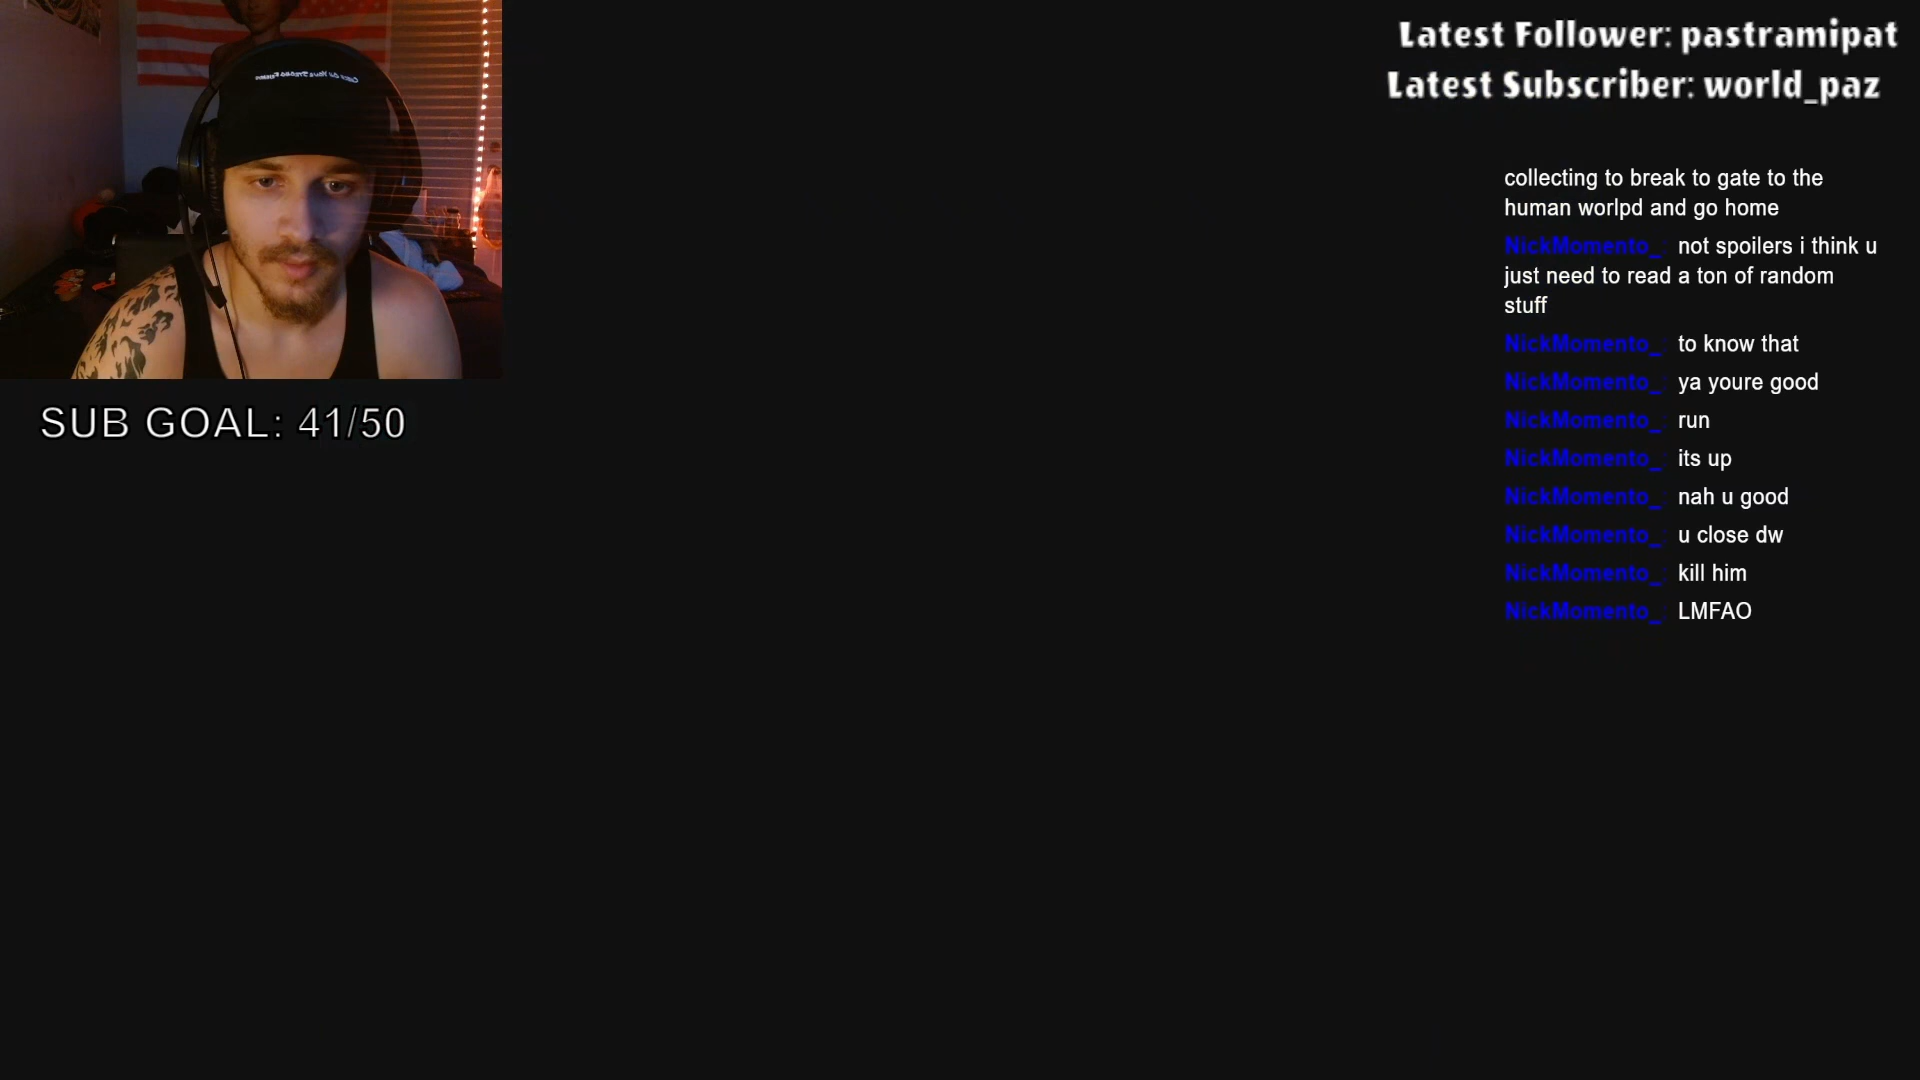 Latest Follower: pastramipat
Latest Subscriber: world_paz
collecting to break to gate to the
human worlpd and go home
NickMomento_: not spoilers i think u
just need to read a ton of random
stuff
NickMomento_: to know that
NickMomento_: ya youre good
NickMomento_: run
NickMomento_: its up
NickMomento_: nah u good
NickMomento_: u close dw
NickMomento_: kill him
NickMomento_: LMFAO
SUB GOAL: 41/50